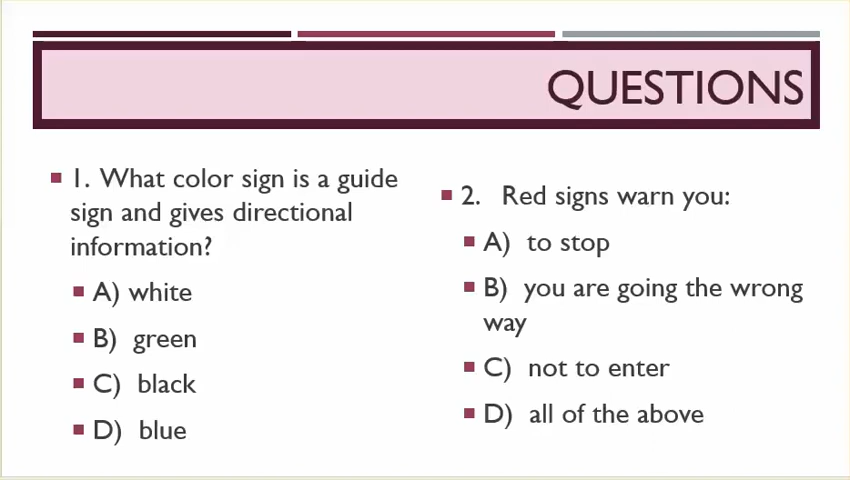 QUESTIONS
1. What color sign is a guide
sign and gives directional
information?
A) white
B) green
C) black
D) blue
2. Red signs warn you:
A) to stop
B) you are going the wrong
way
C) not to enter
D) all of the above